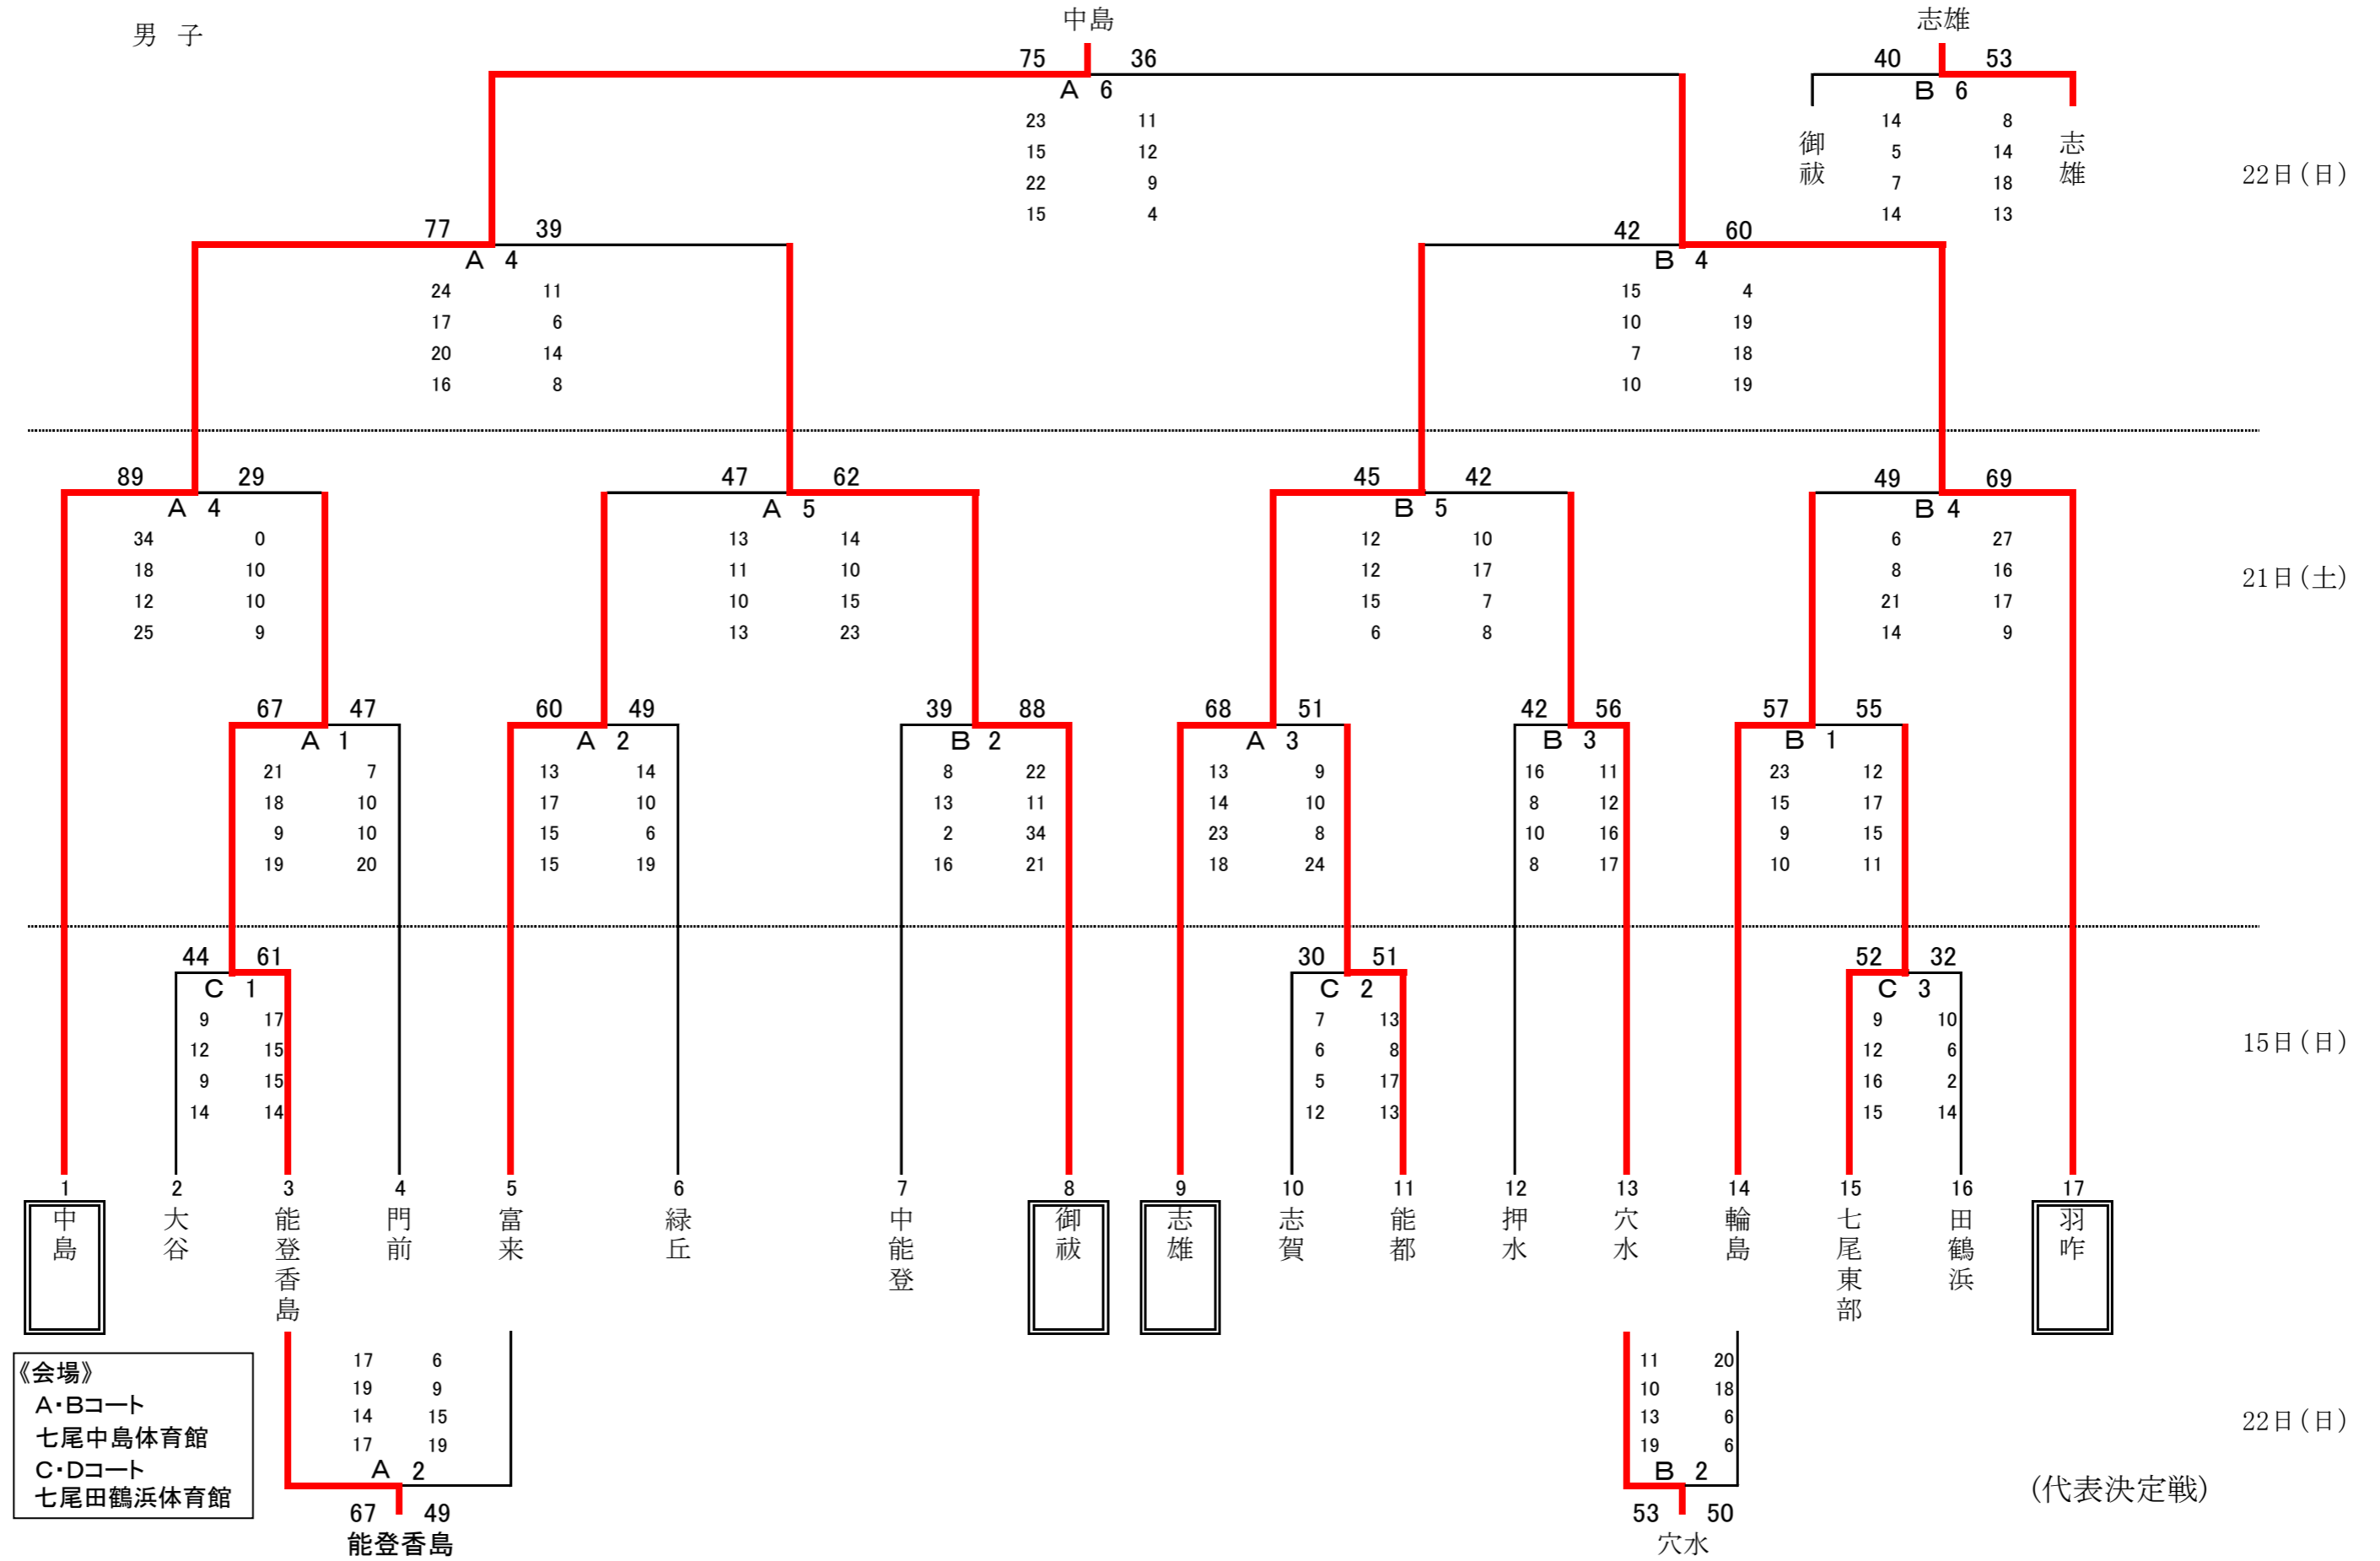 男 子
中島
志雄
75 36
40 53
A 6
B 6
23 11
15 12
22 9
15 4
14 8
5 14
7 18
14 13
御祓
志雄
22日(日)
77 39
42 60
A 4
B 4
24 11
17 6
20 14
16 8
15 4
10 19
7 18
10 19
89 29
47 62
45 42
49 69
A 4
A 5
B 5
B 4
34 0
18 10
12 10
25 9
13 14
11 10
10 15
13 23
12 10
12 17
15 7
6 8
6 27
8 16
21 17
14 9
21日(土)
67 47
60 49
39 88
68 51
42 56
57 55
A 1
A 2
B 2
A 3
B 3
B 1
21 7
18 10
9 10
19 20
13 14
17 10
15 6
15 19
8 22
13 11
2 34
16 21
13 9
14 10
23 8
18 24
16 11
8 12
10 16
8 17
23 12
15 17
9 15
10 11
44 61
30 51
52 32
C 1
C 2
C 3
9 17
12 15
9 15
14 14
7 13
6 8
5 17
12 13
9 10
12 6
16 2
15 14
15日(日)
1 2 3 4 5 6 7 8 9 10 11 12 13 14 15 16 17
中島
大谷
能登香島
門前
富来
緑丘
中能登
御祓
志雄
志賀
能都
押水
穴水
輪島
七尾東部
田鶴浜
羽咋
《会場》
A・Bコート
七尾中島体育館
C・Dコート
七尾田鶴浜体育館
17 6
19 9
14 15
17 19
A 2
67 49
能登香島
11 20
10 18
13 6
19 6
B 2
53 50
穴水
22日(日)
(代表決定戦)